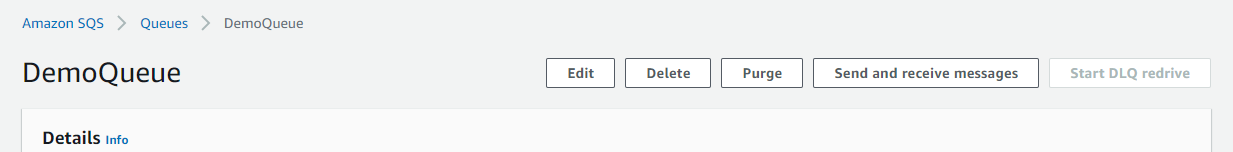 Amazon SQS > Queues > DemoQueue
DemoQueue Edit Delete Purge Send and receive messages Start DLQ redrive
Details Info